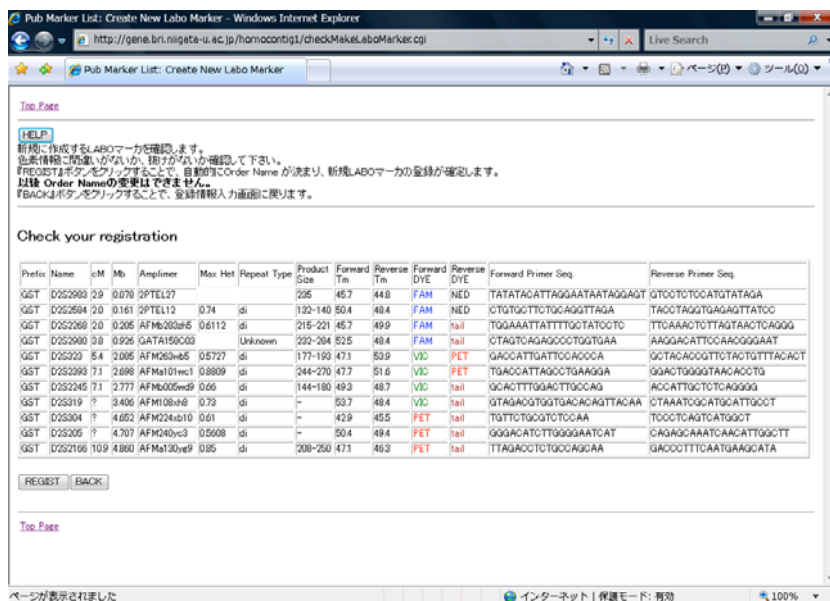 Pub Marker List: Create New Labo Marker - Windows Internet Explorer
http://gene.bri.niigata-u.ac.jp/homocontig1/checkMakeLaboMarker.cgi Live Search
Pub Marker List: Create New Labo Marker ページ(P) ツール(O)
Top Page
HELP
新規に作成するLABOマーカを確認します。
色素情報に間違いがないか、抜けがないか確認して下さい。
『REGIST』ボタンをクリックすることで、自動的にOrder Name が決まり、新規LABOマーカの登録が確定します。
以後 Order Nameの変更はできません。
『BACK』ボタンをクリックすることで、登録情報入力画面に戻ります。
Check your registration
Prefix Name cM Mb Amplimer Max Het Repeat Type Product Size Forward Tm Reverse Tm Forward DYE Reverse DYE Forward Primer Seq. Reverse Primer Seq.
GST D2S2983 2.9 0.078 2PTEL27 235 45.7 44.8 FAM NED TATATACATTAGGAATAATAGGAGT GTCCTCTCCATGTATAGA
GST D2S2584 2.0 0.161 2PTEL12 0.74 di 132-140 50.4 48.4 FAM NED CTGTGCTTCTGCAGGTTAGA TACCTAGGTGAGAGTTATCC
GST D2S2268 2.0 0.205 AFMb283zh5 0.6112 di 215-221 45.7 49.9 FAM tail TGGAAATTATTTTGCTATCCTC TTCAAACTCTTAGTAACTCAGGG
GST D2S2980 3.8 0.926 GATA159C03 Unknown 232-284 52.5 48.4 FAM tail CTAGTCAGAGCCCTGGTGAA AAGGACATTCCAACGGGAAT
GST D2S323 5.4 2.085 AFM263wb5 0.5727 di 177-193 47.1 53.9 VIC PET GACCATTGATTCCACCCA GCTACACCGTTCTACTGTTTACACT
GST D2S2393 7.1 2.698 AFMa101wc1 0.8809 di 244-270 47.7 51.6 VIC PET TGACCATTAGCCTGAAGGA GGACTGGGGTAACACCTG
GST D2S2245 7.1 2.777 AFMb005wd9 0.66 di 144-180 49.3 48.7 VIC tail GCACTTTGGACTTGCCAG ACCATTGCTCTCAGGGG
GST D2S319 ? 3.406 AFM108xh8 0.73 di - 53.7 48.4 VIC tail GTAGACGTGGTGACACAGTTACAA CTAAATCGCATGCATTGCCT
GST D2S304 ? 4.652 AFM224xb10 0.61 di - 42.9 45.5 PET tail TGTTCTGCGTCTCCAA TCCCTCAGTCATGGCT
GST D2S205 ? 4.707 AFM240yc3 0.5608 di - 50.4 49.4 PET tail GGGACATCTTGGGGAATCAT CAGAGCAAATCAACATTGGCTT
GST D2S2166 10.9 4.860 AFMa130yg9 0.85 di 208-250 47.1 46.3 PET tail TTAGACCTCTGCCAGCAA GACCCTTTCAATGAAGCATA
REGIST BACK
Top Page
ページが表示されました インターネット | 保護モード: 有効 100%